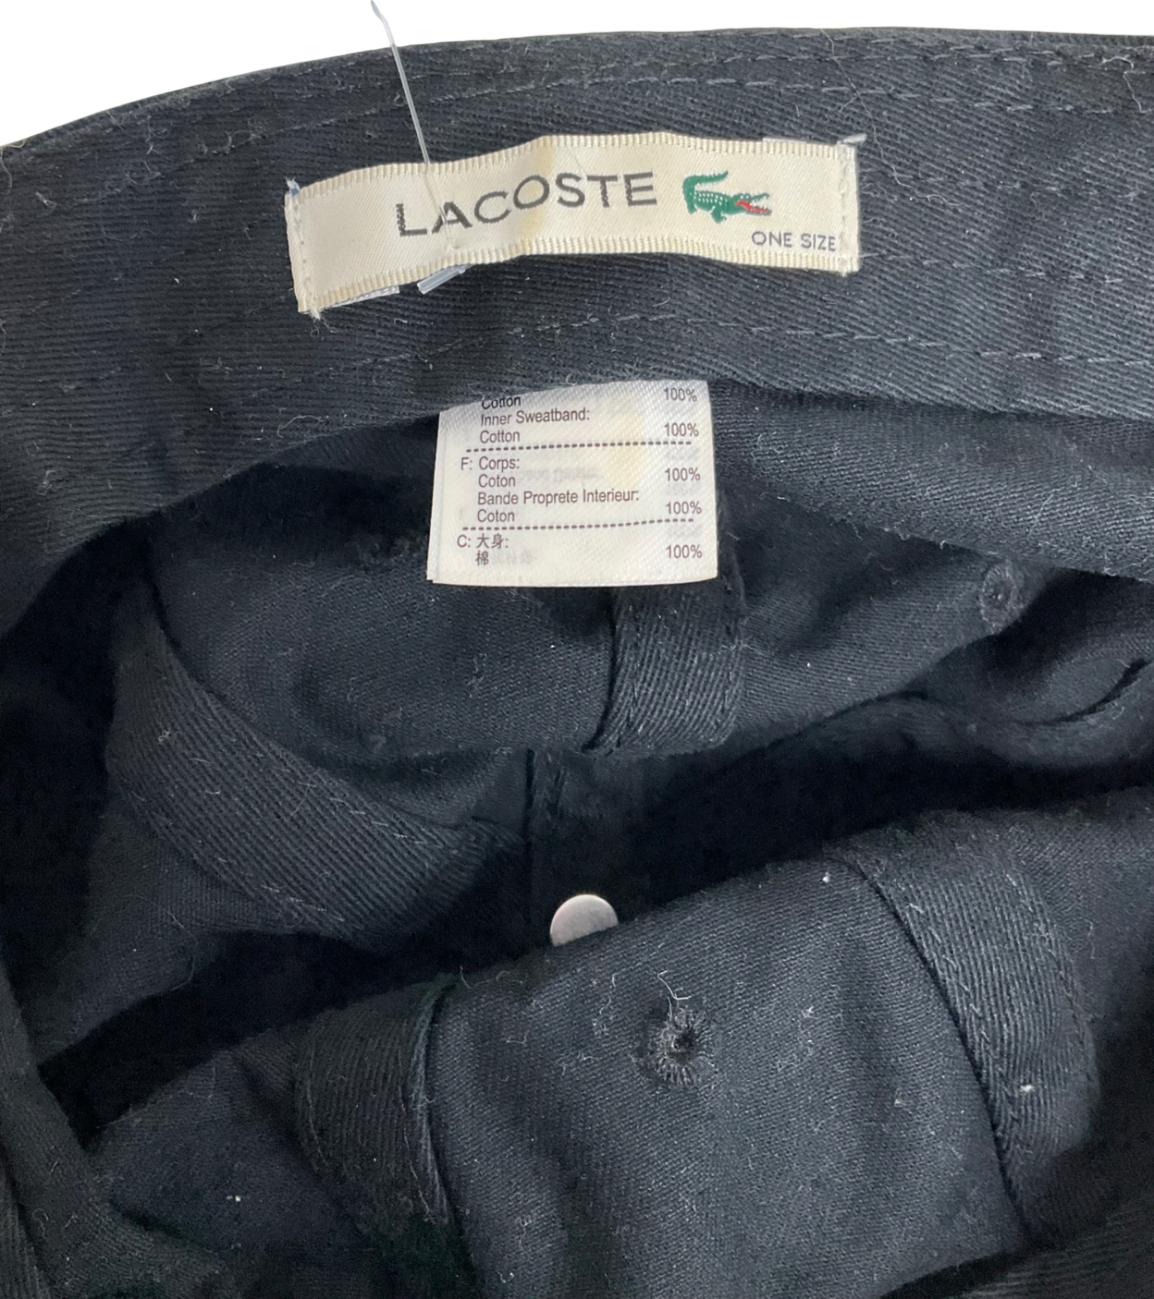 LACOSTE
ONE SIZE
Cotton 100%
Inner Sweatband:
Cotton 100%
F: Corps:
Coton 100%
Bande Proprete Interieur:
Coton 100%
C: 大身:
棉 100%